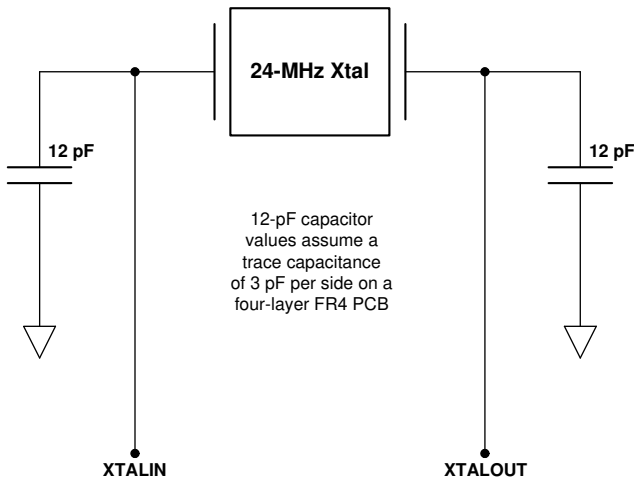 24-MHz Xtal
12 pF
12 pF
12-pF capacitor
values assume a
trace capacitance
of 3 pF per side on a
four-layer FR4 PCB
XTALIN
XTALOUT